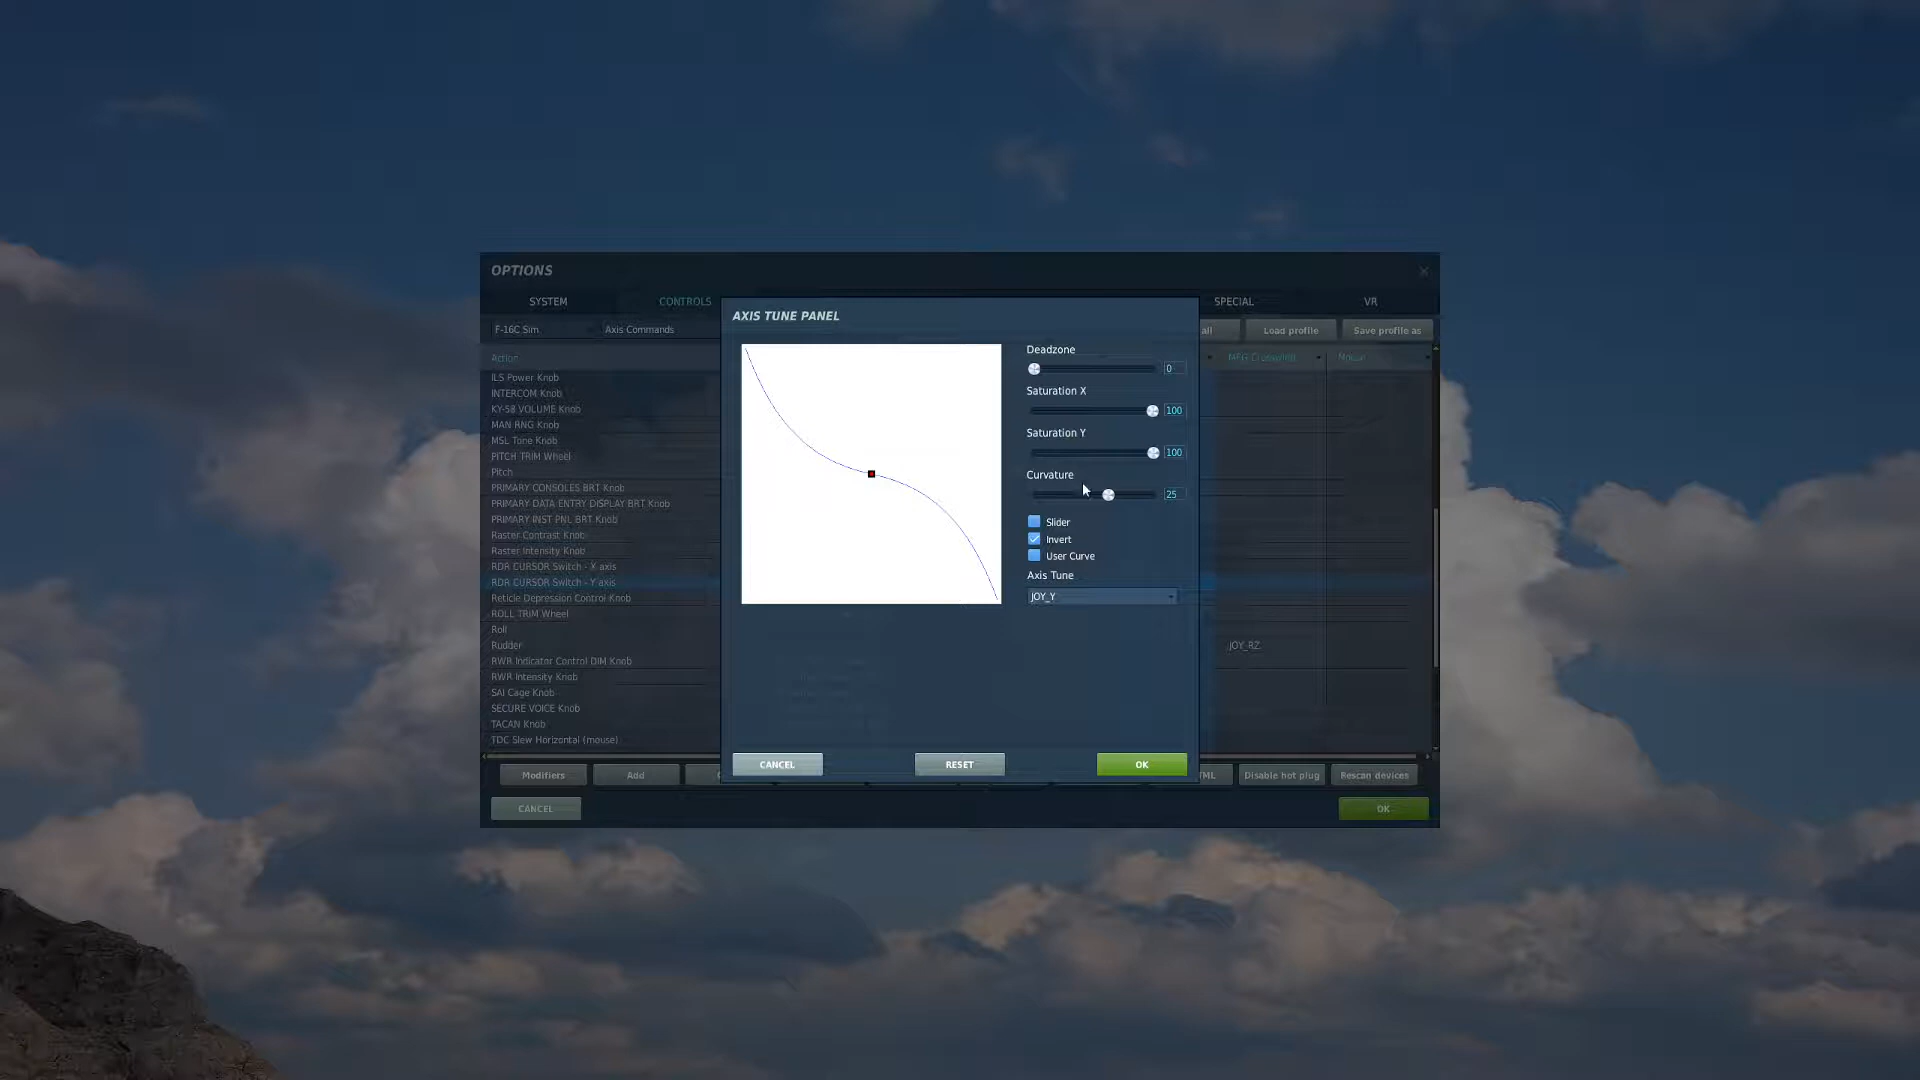 OPTIONS
SYSTEM CONTROLS SPECIAL VR
F-16C Sim Axis Commands all Load profile Save profile as
AXIS TUNE PANEL
Action MFG Crosswind Mouse
ILS Power Knob
INTERCOM Knob
KY-58 VOLUME Knob
MAN RNG Knob
MSL Tone Knob
PITCH TRIM Wheel
Pitch
PRIMARY CONSOLES BRT Knob
PRIMARY DATA ENTRY DISPLAY BRT Knob
PRIMARY INST PNL BRT Knob
Raster Contrast Knob
Raster Intensity Knob
RDR CURSOR Switch - X axis
RDR CURSOR Switch - Y axis
Reticle Depression Control Knob
ROLL TRIM Wheel
Roll
Rudder JOY_RZ
RWR Indicator Control DIM Knob
RWR Intensity Knob
SAI Cage Knob
SECURE VOICE Knob
TACAN Knob
TDC Slew Horizontal (mouse)
Deadzone
0
Saturation X
100
Saturation Y
100
Curvature
25
Slider
Invert
User Curve
Axis Tune
JOY_Y
CANCEL RESET OK
Modifiers Add Disable hot plug Rescan devices
CANCEL OK